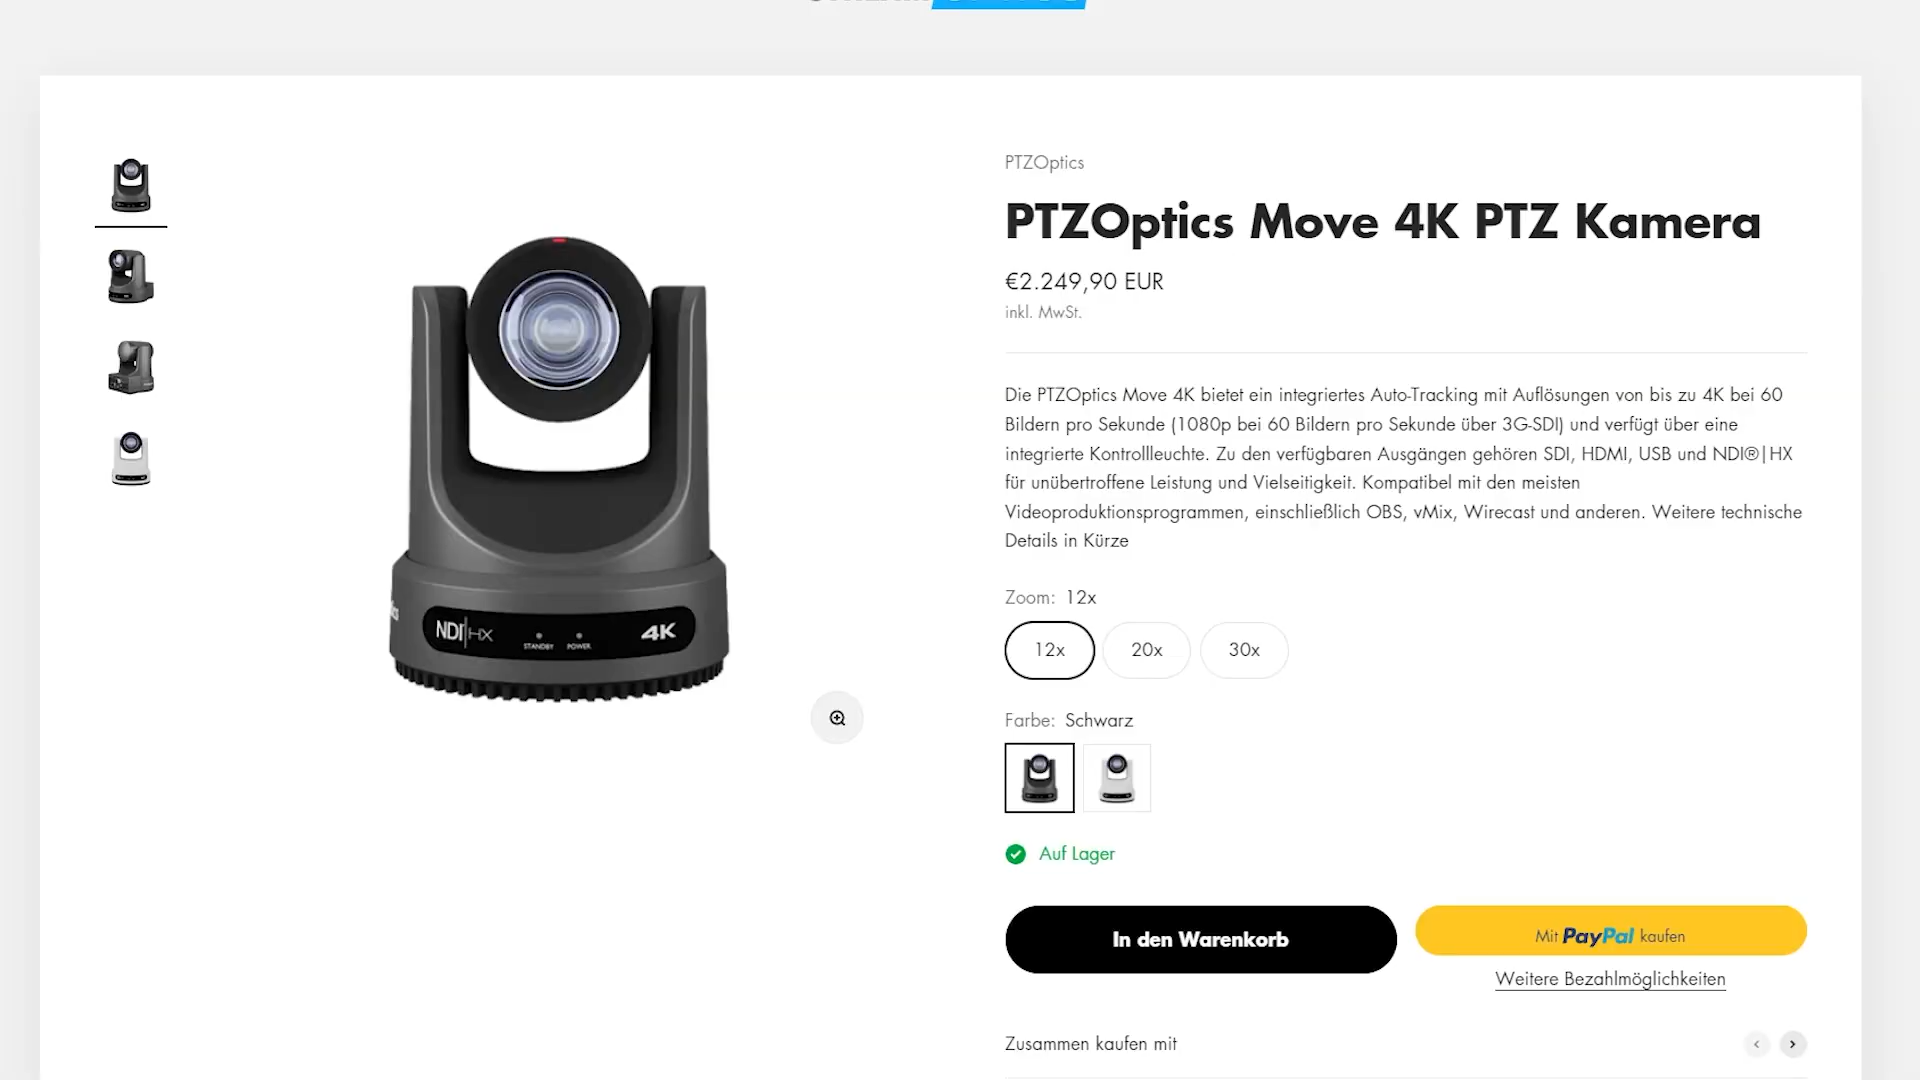 PTZOptics
PTZOptics Move 4K PTZ Kamera
€2.249,90 EUR
inkl. MwSt.
Die PTZOptics Move 4K bietet ein integriertes Auto-Tracking mit Auflösungen von bis zu 4K bei 60
Bildern pro Sekunde (1080p bei 60 Bildern pro Sekunde über 3G-SDI) und verfügt über eine
integrierte Kontrollleuchte. Zu den verfügbaren Ausgängen gehören SDI, HDMI, USB und NDI®|HX
für unübertroffene Leistung und Vielseitigkeit. Kompatibel mit den meisten
Videoproduktionsprogrammen, einschließlich OBS, vMix, Wirecast und anderen. Weitere technische
Details in Kürze
NDI|HX
STANDBY POWER
4K
Zoom: 12x
12x 20x 30x
Farbe: Schwarz
Auf Lager
In den Warenkorb
Mit PayPal kaufen
Weitere Bezahlmöglichkeiten
Zusammen kaufen mit